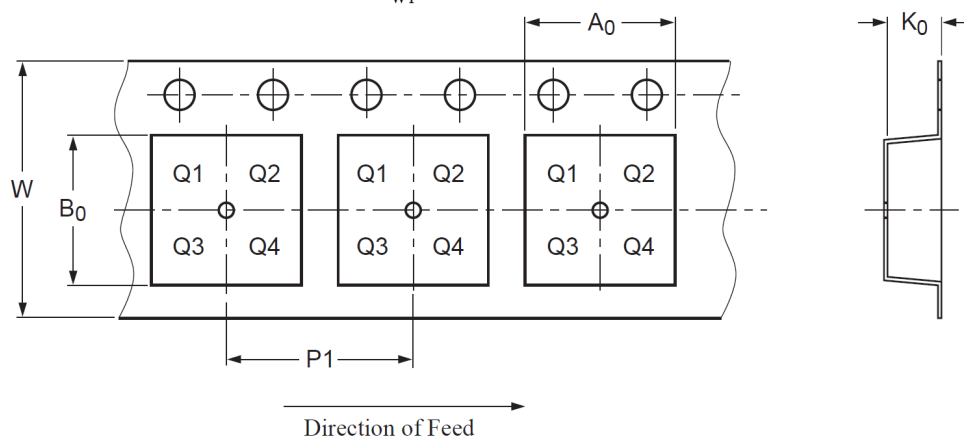 W1
A0
K0
Q1 Q2 Q1 Q2 Q1 Q2
W
B0
Q3 Q4 Q3 Q4 Q3 Q4
P1
Direction of Feed